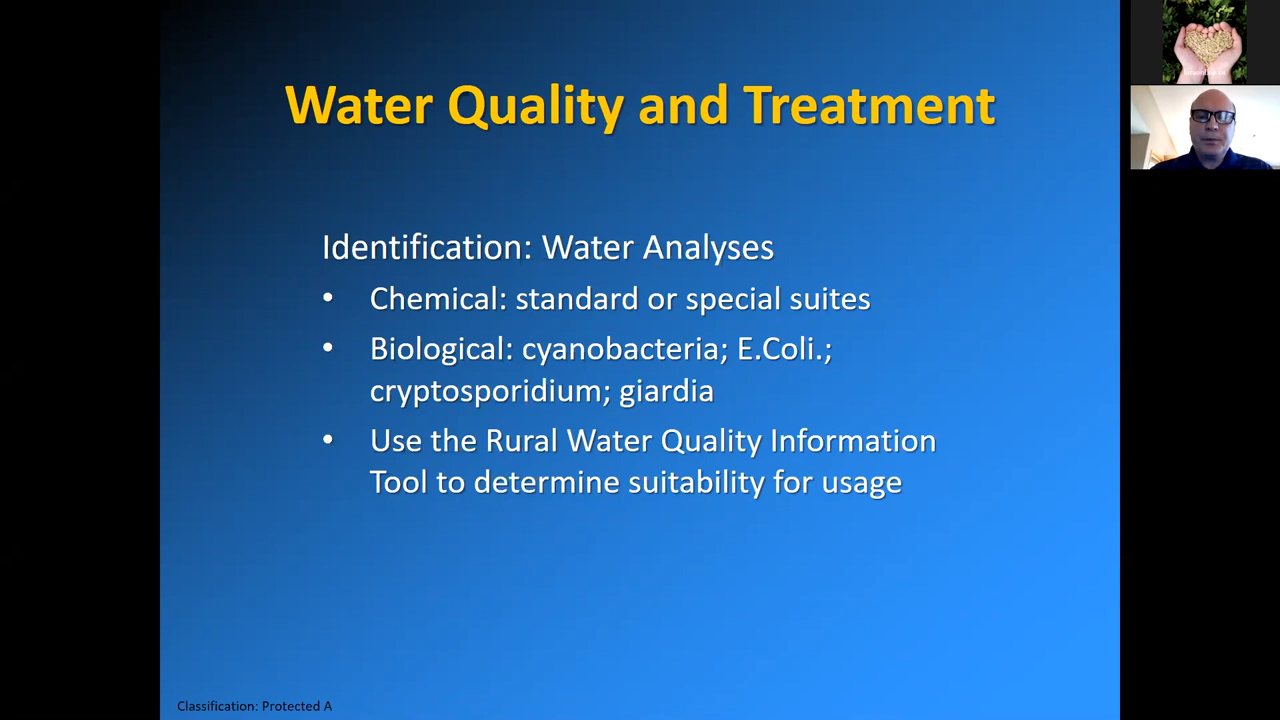 Water Quality and Treatment
Identification: Water Analyses
• Chemical: standard or special suites
• Biological: cyanobacteria; E.Coli.;
cryptosporidium; giardia
• Use the Rural Water Quality Information
Tool to determine suitability for usage
Classification: Protected A